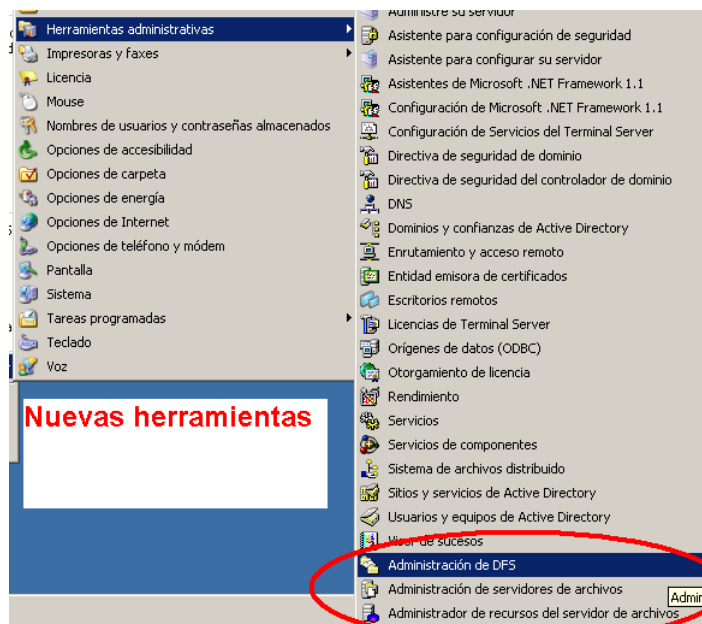 Herramientas administrativas
Impresoras y faxes
Licencia
Mouse
Nombres de usuarios y contraseñas almacenados
Opciones de accesibilidad
Opciones de carpeta
Opciones de energía
Opciones de Internet
Opciones de teléfono y módem
Pantalla
Sistema
Tareas programadas
Teclado
Voz
Nuevas herramientas
Administre su servidor
Asistente para configuración de seguridad
Asistente para configurar su servidor
Asistentes de Microsoft .NET Framework 1.1
Configuración de Microsoft .NET Framework 1.1
Configuración de Servicios del Terminal Server
Directiva de seguridad de dominio
Directiva de seguridad del controlador de dominio
DNS
Dominios y confianzas de Active Directory
Enrutamiento y acceso remoto
Entidad emisora de certificados
Escritorios remotos
Licencias de Terminal Server
Orígenes de datos (ODBC)
Otorgamiento de licencia
Rendimiento
Servicios
Servicios de componentes
Sistema de archivos distribuido
Sitios y servicios de Active Directory
Usuarios y equipos de Active Directory
Visor de sucesos
Administración de DFS
Administración de servidores de archivos
Admin
Administrador de recursos del servidor de archivos